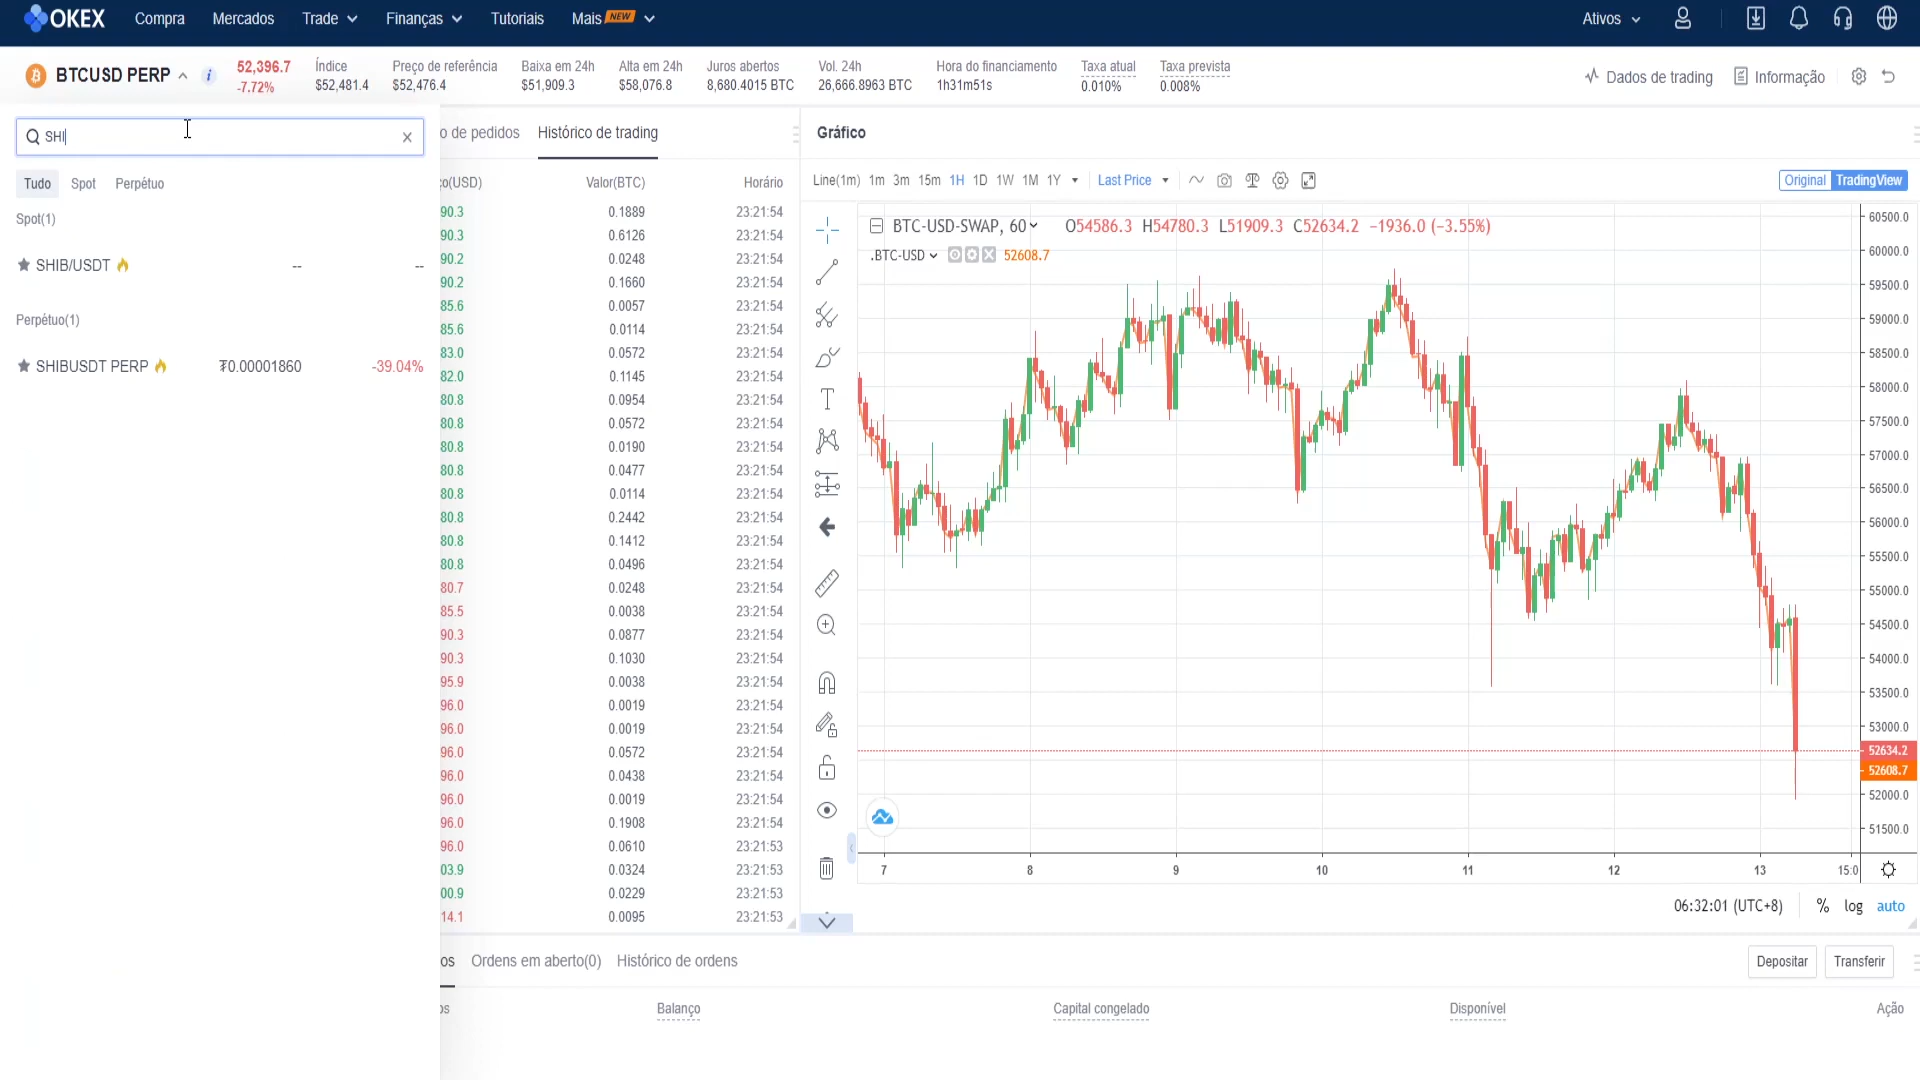 OKEX Compra Mercados Trade Finanças Tutoriais Mais NEW Ativos
BTCUSD PERP i 52,396.7 -7.72%
Índice $52,481.4
Preço de referência $52,476.4
Baixa em 24h $51,909.3
Alta em 24h $58,076.8
Juros abertos 8,680.4015 BTC
Vol. 24h 26,666.8963 BTC
Hora do financiamento 1h31m51s
Taxa atual 0.010%
Taxa prevista 0.008%
Dados de trading Informação
SHI
Tudo Spot Perpétuo
Spot(1)
SHIB/USDT -- --
Perpétuo(1)
SHIBUSDT PERP ₮0.00001860 -39.04%
o de pedidos Histórico de trading
co(USD) Valor(BTC) Horário
90.3 0.1889 23:21:54
90.3 0.6126 23:21:54
90.2 0.0248 23:21:54
90.2 0.1660 23:21:54
85.6 0.0057 23:21:54
85.6 0.0114 23:21:54
83.0 0.0572 23:21:54
82.0 0.1145 23:21:54
80.8 0.0954 23:21:54
80.8 0.0572 23:21:54
80.8 0.0190 23:21:54
80.8 0.0477 23:21:54
80.8 0.0114 23:21:54
80.8 0.2442 23:21:54
80.8 0.1412 23:21:54
80.8 0.0496 23:21:54
80.7 0.0248 23:21:54
85.5 0.0038 23:21:54
90.3 0.0877 23:21:54
90.3 0.1030 23:21:54
95.9 0.0038 23:21:54
96.0 0.0019 23:21:54
96.0 0.0019 23:21:54
96.0 0.0572 23:21:54
96.0 0.0438 23:21:54
96.0 0.0019 23:21:54
96.0 0.1908 23:21:54
96.0 0.0610 23:21:53
03.9 0.0324 23:21:53
00.9 0.0229 23:21:53
14.1 0.0095 23:21:53
Gráfico
Line(1m) 1m 3m 15m 1H 1D 1W 1M 1Y Last Price Original TradingView
BTC-USD-SWAP, 60 O54586.3 H54780.3 L51909.3 C52634.2 −1936.0 (−3.55%)
.BTC-USD 52608.7
60500.0
60000.0
59500.0
59000.0
58500.0
58000.0
57500.0
57000.0
56500.0
56000.0
55500.0
55000.0
54500.0
54000.0
53500.0
53000.0
52634.2
52608.7
52000.0
51500.0
7 8 9 10 11 12 13 15:0
06:32:01 (UTC+8) % log auto
os Ordens em aberto(0) Histórico de ordens Depositar Transferir
os Balanço Capital congelado Disponível Ação